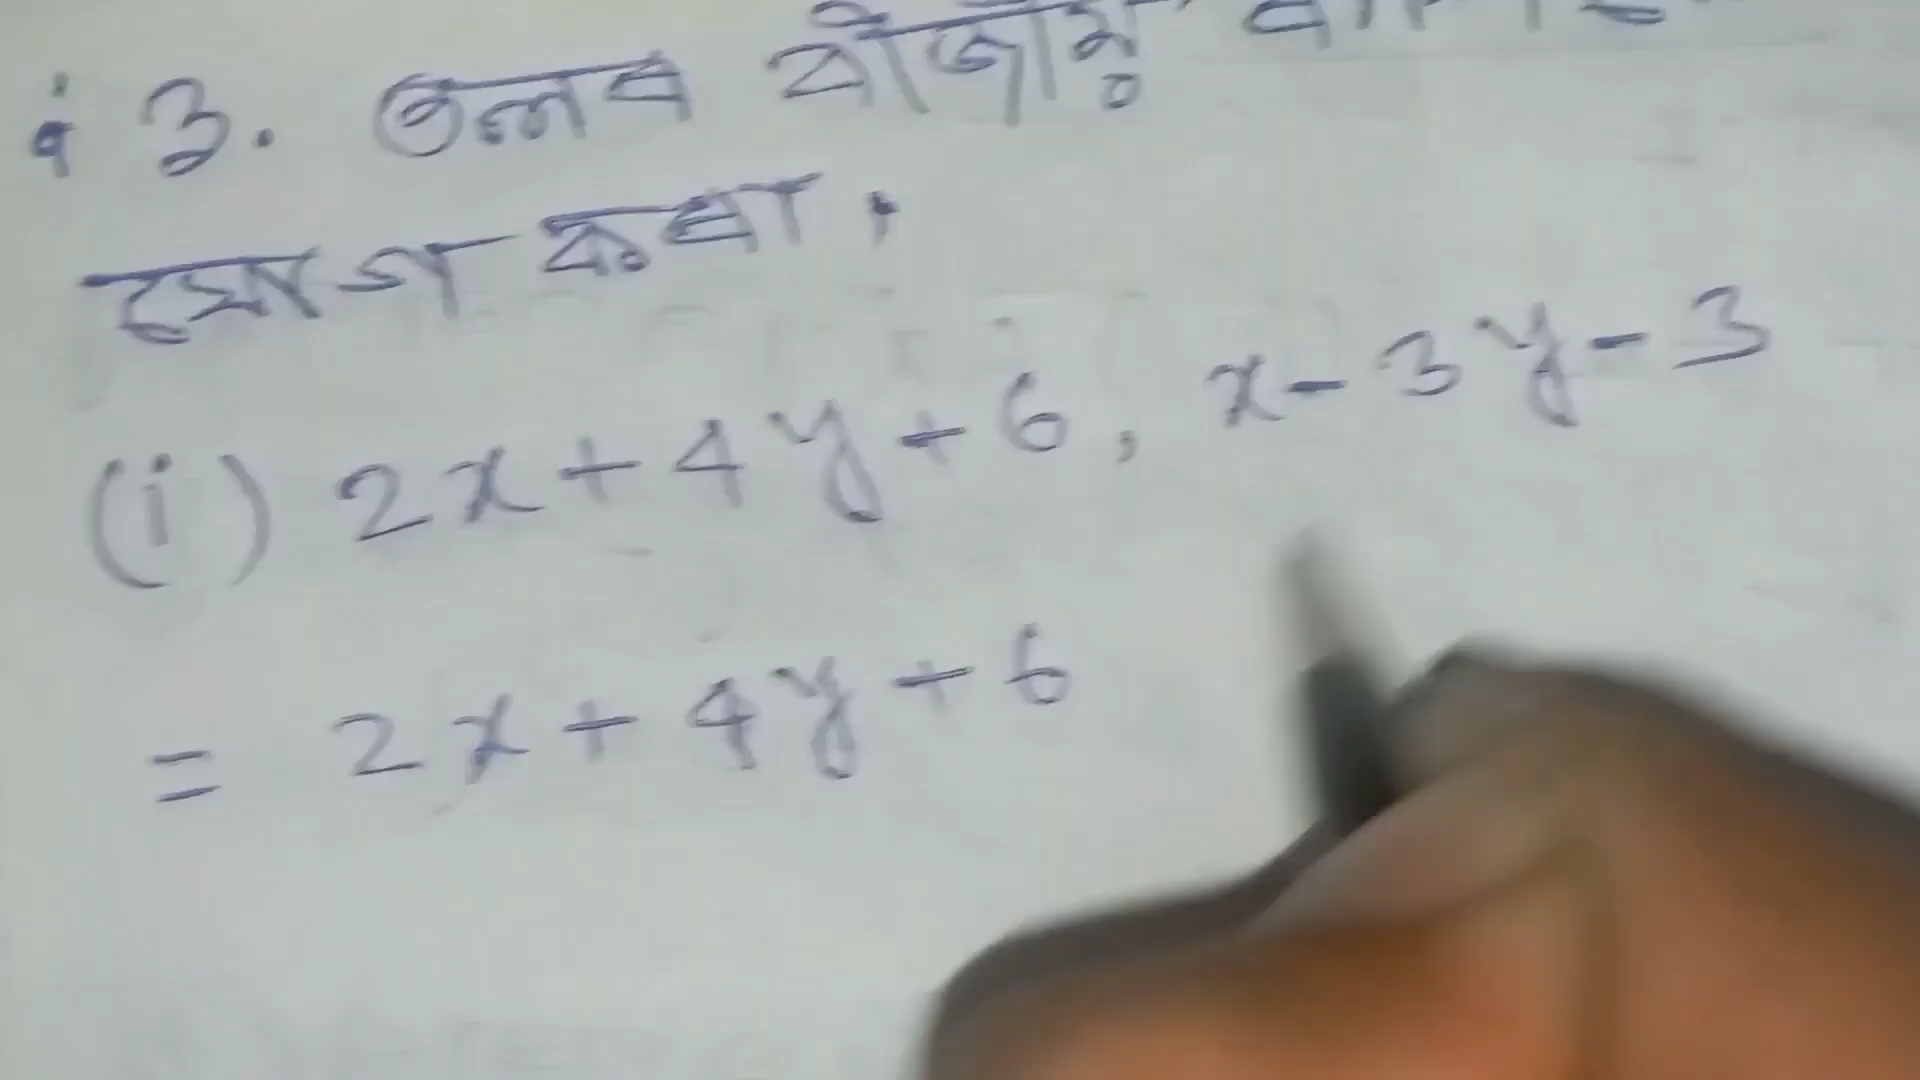 3. তলৰ বীজীয়
যোগ কৰা.
(i) 2x + 4y + 6, x - 3y - 3
= 2x + 4y + 6